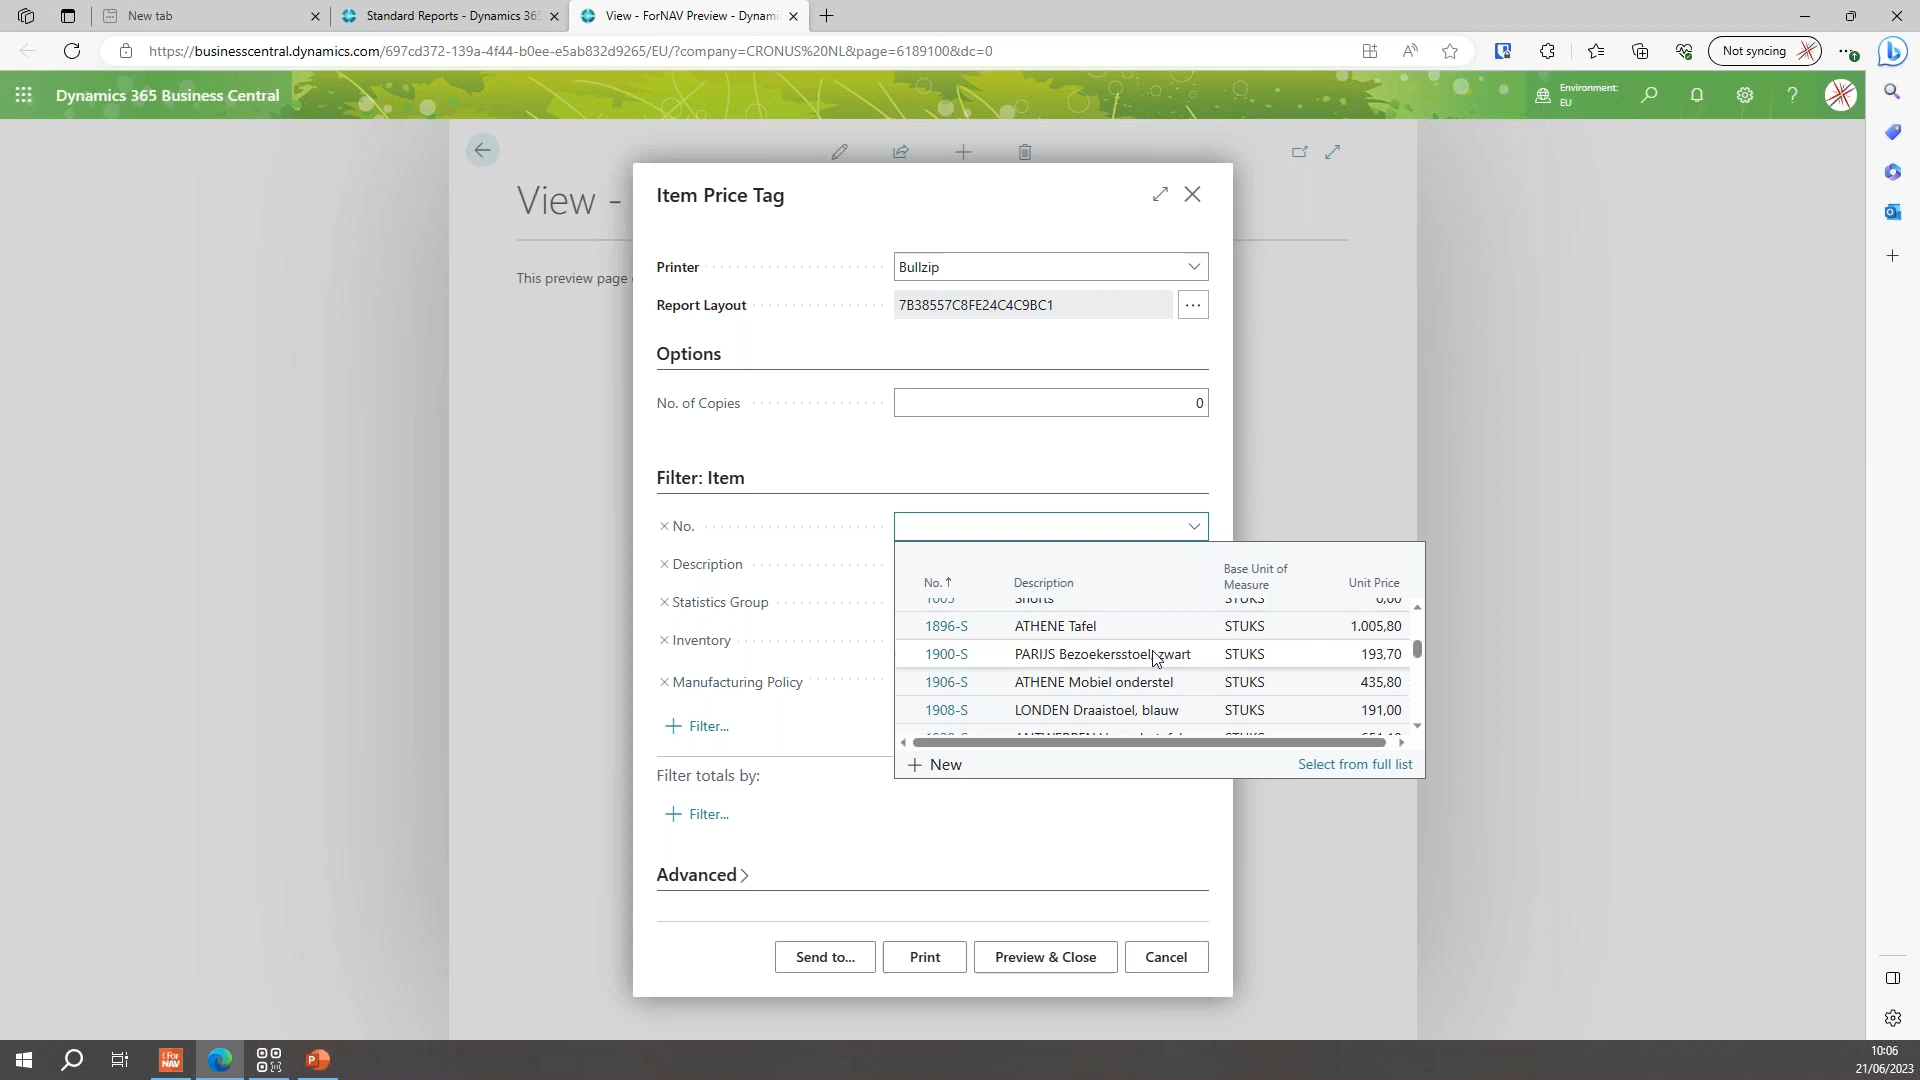 New tab
Standard Reports - Dynamics 365
View - ForNAV Preview - Dynami
https://businesscentral.dynamics.com/697cd372-139a-4f44-b0ee-e5ab832d9265/EU/?company=CRONUS%20NL&page=6189100&dc=0
Not syncing
Dynamics 365 Business Central
Environment:
EU
View -
This preview page
Item Price Tag
Printer
Bullzip
Report Layout
7B38557C8FE24C4C9BC1
...
Options
No. of Copies
0
Filter: Item
No.
Description
Statistics Group
Inventory
Manufacturing Policy
Filter...
Filter totals by:
Filter...
No.↑ Description Base Unit of Measure Unit Price
1896-S ATHENE Tafel STUKS 1.005,80
1900-S PARIJS Bezoekersstoel, zwart STUKS 193,70
1906-S ATHENE Mobiel onderstel STUKS 435,80
1908-S LONDEN Draaistoel, blauw STUKS 191,00
New
Select from full list
Advanced
Send to...
Print
Preview & Close
Cancel
For
NAV
10:06
21/06/2023